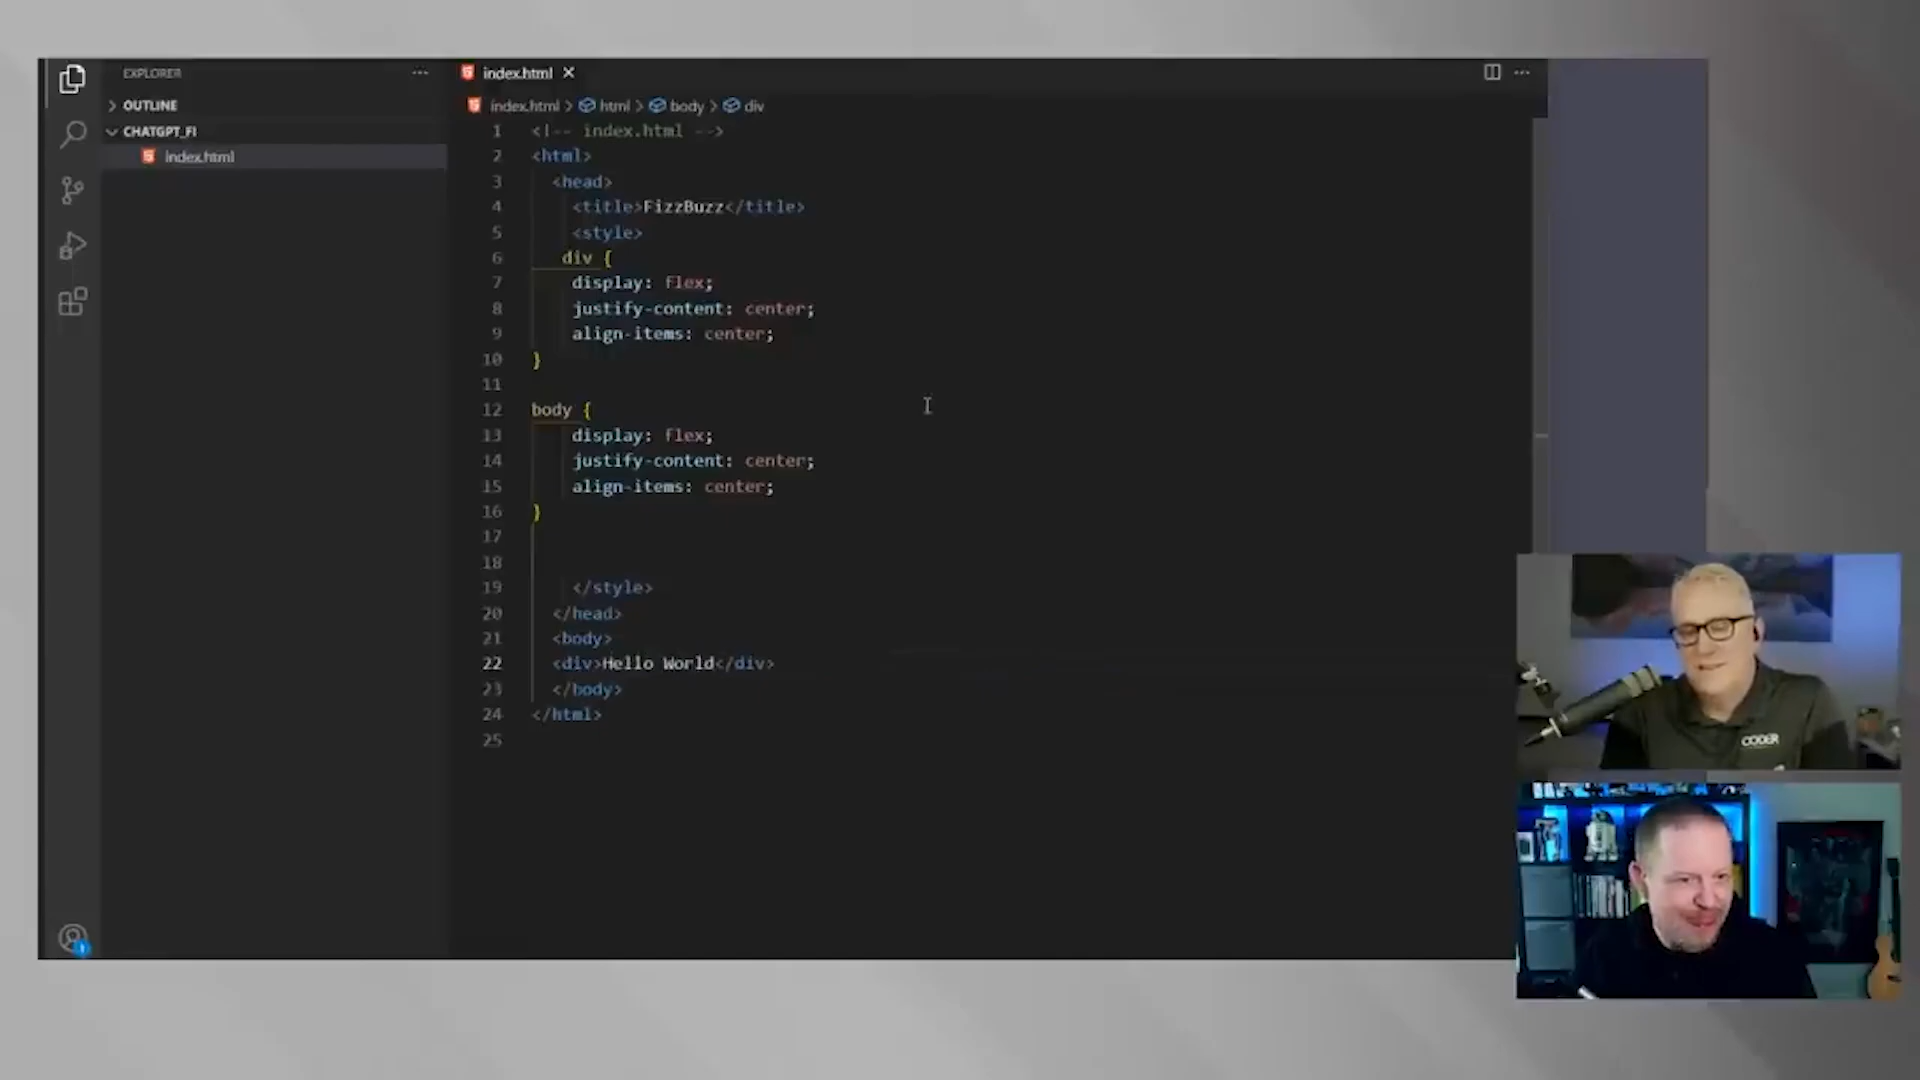 EXPLORER
OUTLINE
CHATGPT_FI
index.html
index.html
index.html > html > body > div
1 <!-- index.html -->
2 <html>
3 <head>
4 <title>FizzBuzz</title>
5 <style>
6 div {
7 display: flex;
8 justify-content: center;
9 align-items: center;
10 }
11
12 body {
13 display: flex;
14 justify-content: center;
15 align-items: center;
16 }
17
18
19 </style>
20 </head>
21 <body>
22 <div>Hello World</div>
23 </body>
24 </html>
25
CODER